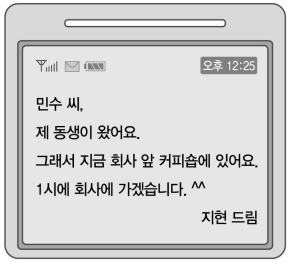 오후 12:25
민수 씨,
제 동생이 왔어요.
그래서 지금 회사 앞 커피숍에 있어요.
1시에 회사에 가겠습니다. ^^
지현 드림